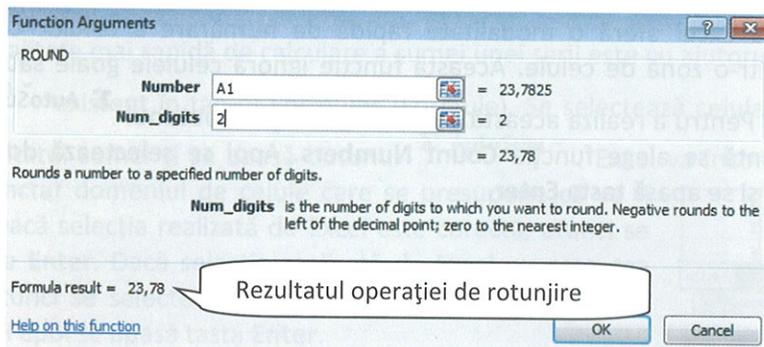 Function Arguments
ROUND
Number A1 = 23,7825
Num_digits 2 = 2
= 23,78
Rounds a number to a specified number of digits.
Num_digits is the number of digits to which you want to round. Negative rounds to the
left of the decimal point; zero to the nearest integer.
Formula result = 23,78
Rezultatul operaţiei de rotunjire
Help on this function
OK Cancel